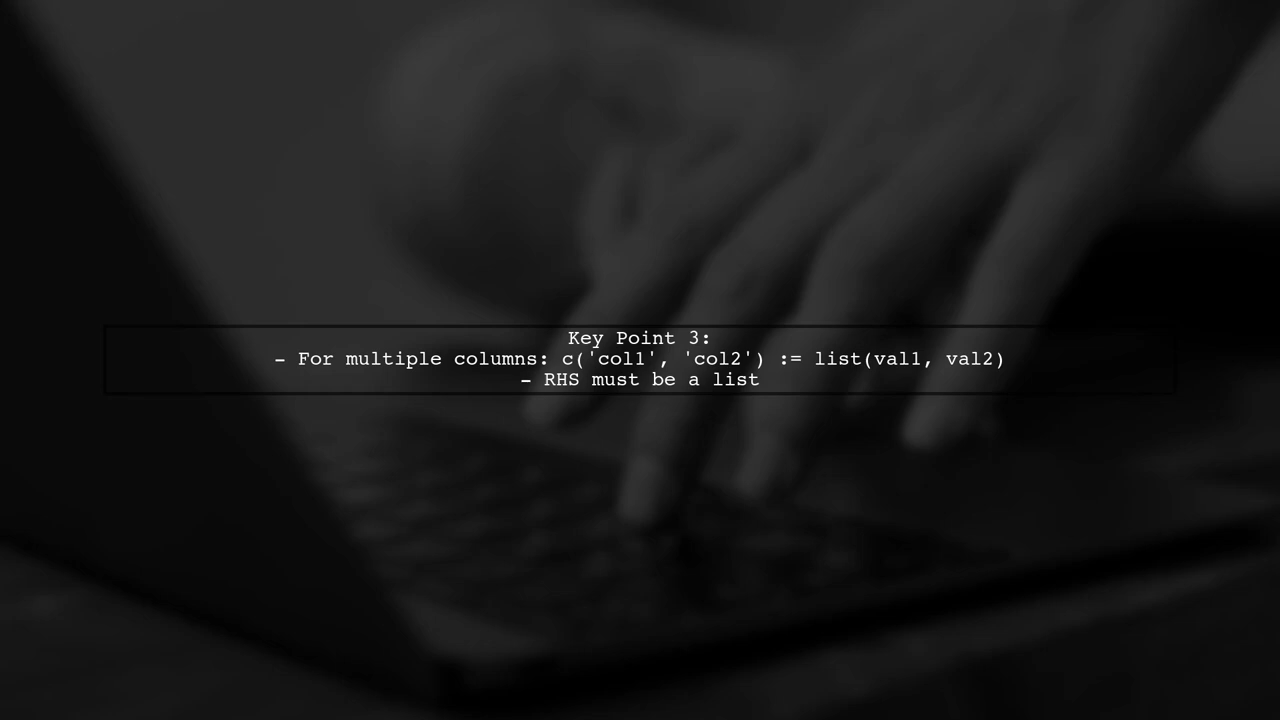 Key Point 3:
- For multiple columns: c('col1', 'col2') := list(val1, val2)
- RHS must be a list